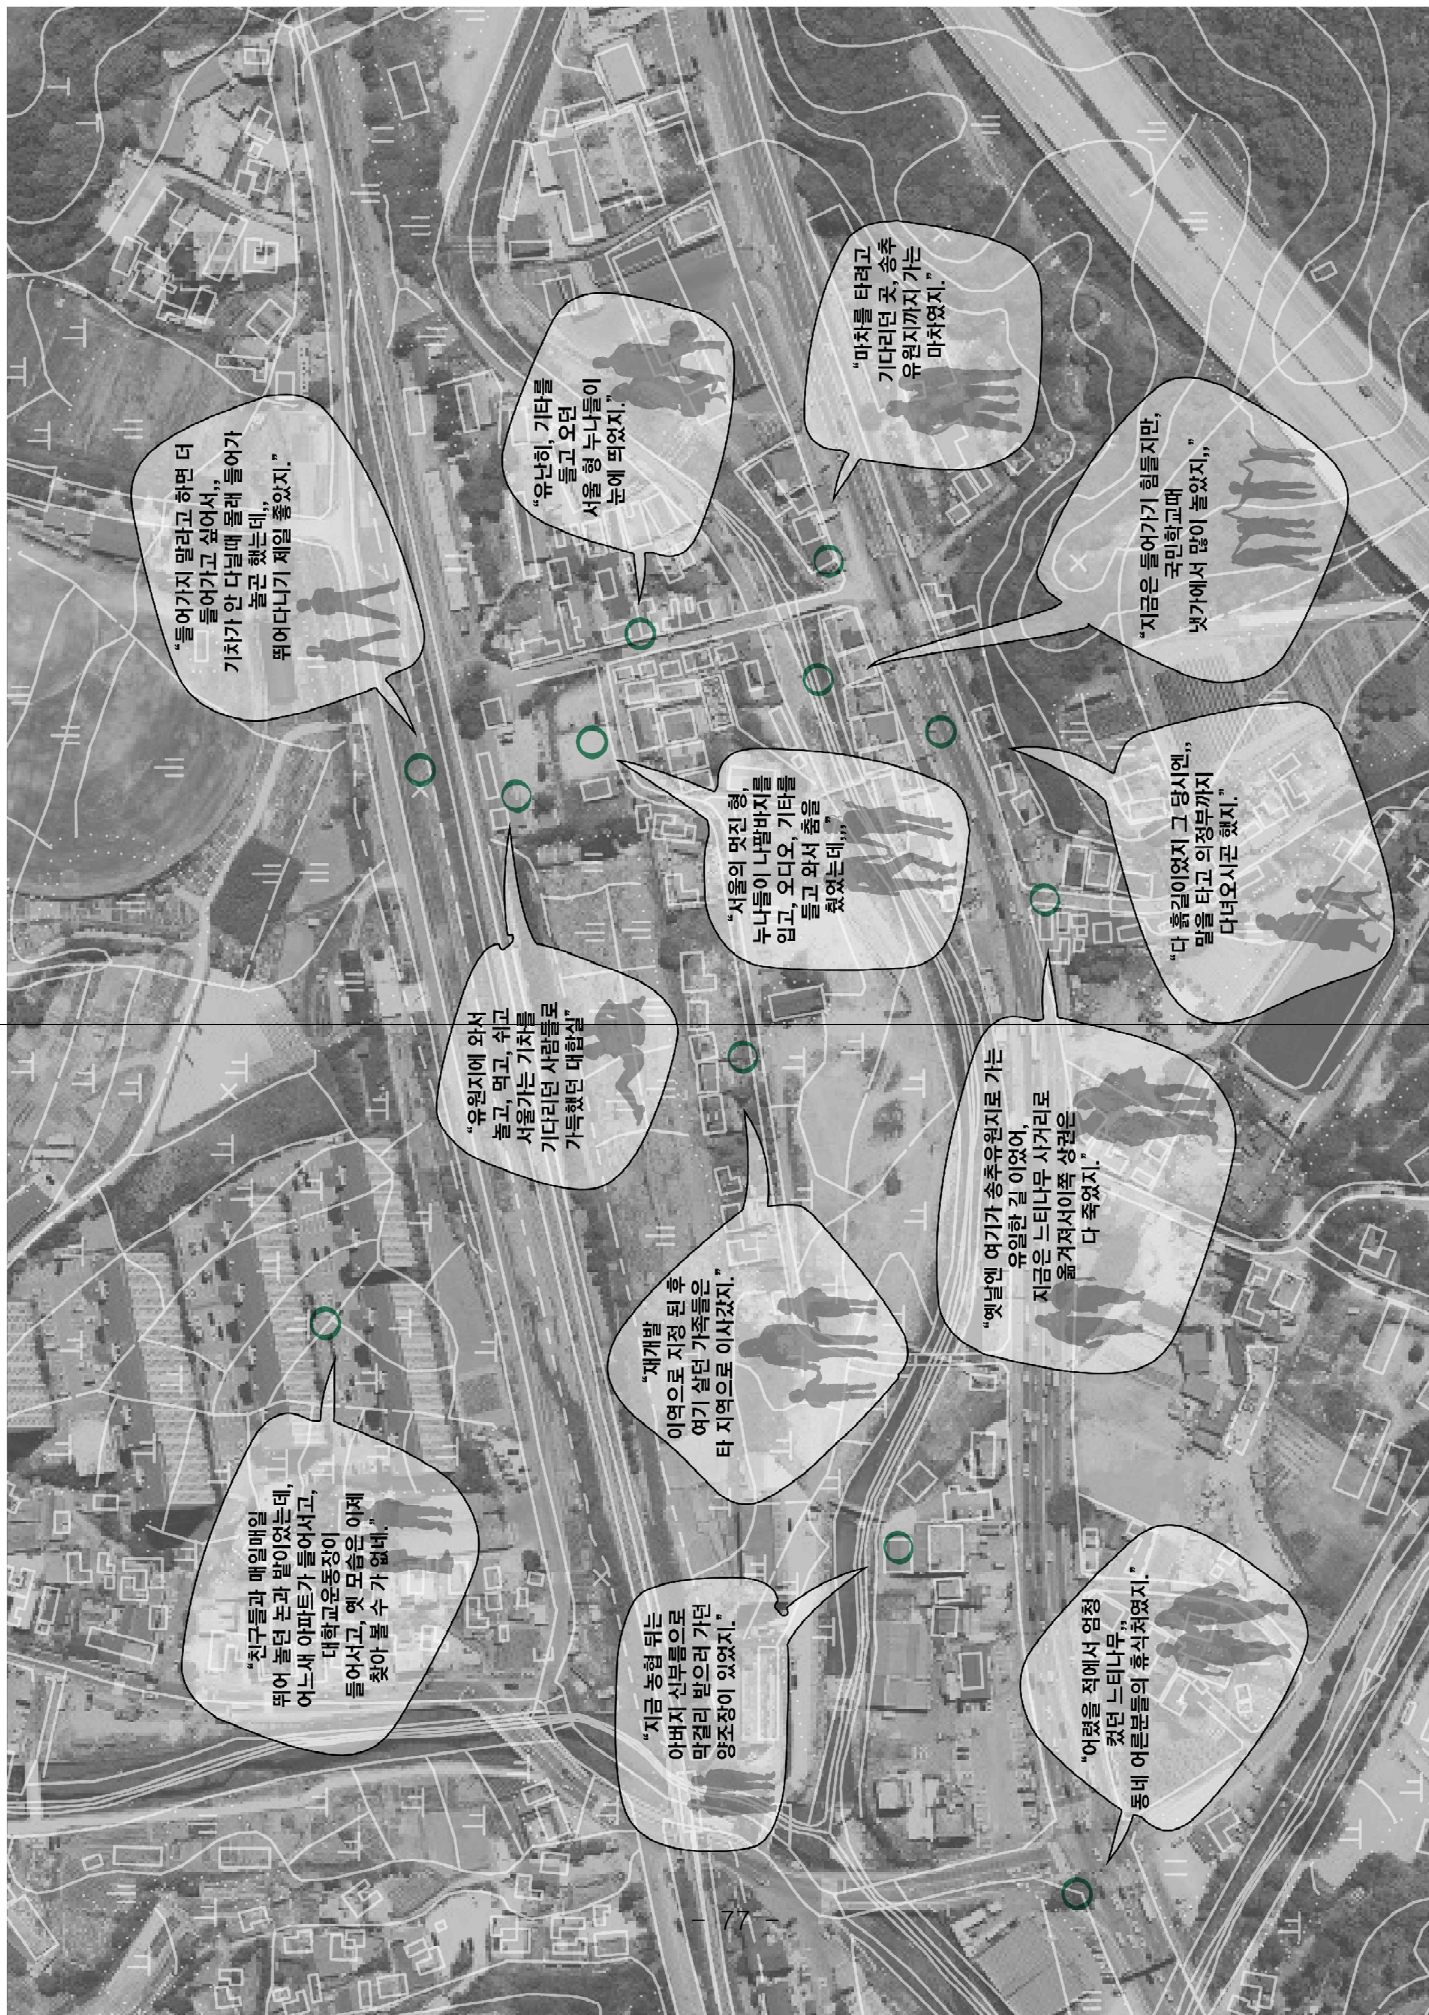 “친구들과 매일매일
뛰어 놀던 논과 밭이었는데,
어느새 아파트가 들어서고,
대학교운동장이
들어서고, 옛 모습은 이제
찾아 볼 수 가 없네.”
“들어가지 말라고 하면 더
들어가고 싶어서,,
기차가 안 다닐때 몰래 들어가
놀곤 했는데,,
뛰어다니기 제일 좋았지.”
“유원지에 와서
놀고, 먹고, 쉬고
서울가는 기차를
기다리던 사람들로
가득했던 대합실”
“유난히, 기타를
들고 오던
서울 형 누나들이
눈에 띄었지.”
“지금 농협 뒤는
아버지 심부름으로
막걸리 받으러 가던
양조장이 있었지.”
“재개발
이역으로 지정 된 후
여기 살던 가족들은
타 지역으로 이사갔지.”
“서울의 멋진 형,
누나들이 나팔바지를
입고, 오디오, 기타를
들고 와서 춤을
췄었는데,,”
“마차를 타려고
기다리던 곳, 송추
유원지까지 가는
마차였지.”
“옛날엔 여기가 송추유원지로 가는
유일한 길 이었어,
지금은 느티나무 사거리로
옮겨져서이쪽 상권은
다 죽었지.”
“어렸을 적에서 엄청
컸던 느티나무,,
동네 어른분들의 휴식처였지.”
“다 흙길이었지 그 당시엔,,
말을 타고 의정부까지
다녀오시곤 했지.”
“지금은 들어가기 힘들지만,
국민학교때
냇가에서 많이 놀았지,,”
- 77 -